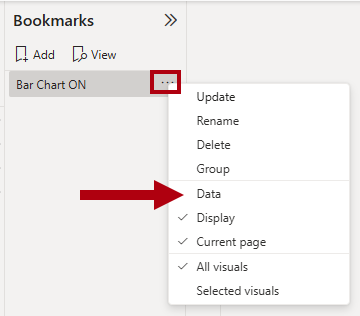 Bookmarks
Add View
Bar Chart ON
Update
Rename
Delete
Group
Data
Display
Current page
All visuals
Selected visuals